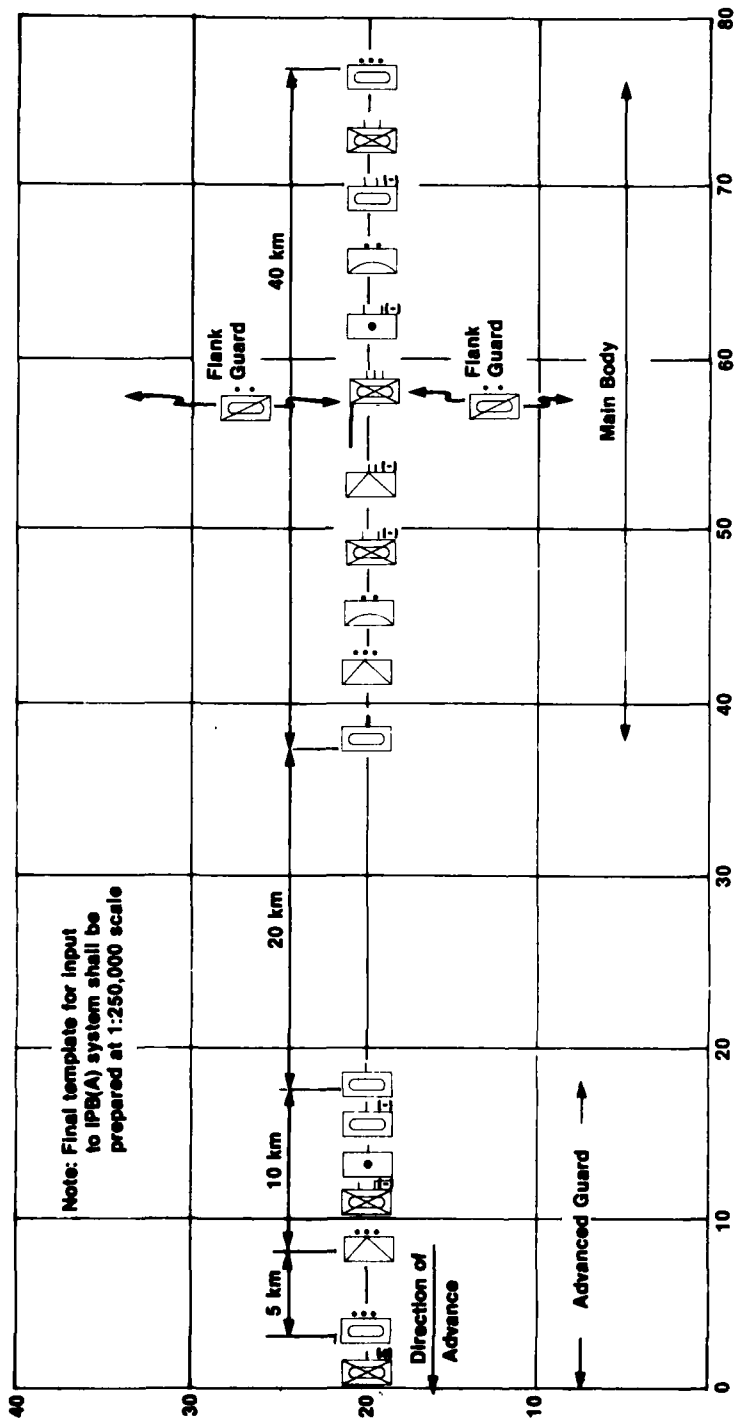 Note: Final template for input
to IPB(A) system shall be
prepared at 1:250,000 scale
5 km
10 km
20 km
40 km
Flank
Guard
Flank
Guard
Direction of
Advance
Advanced Guard
Main Body
40
30
20
10
0
10
20
30
40
50
60
70
80